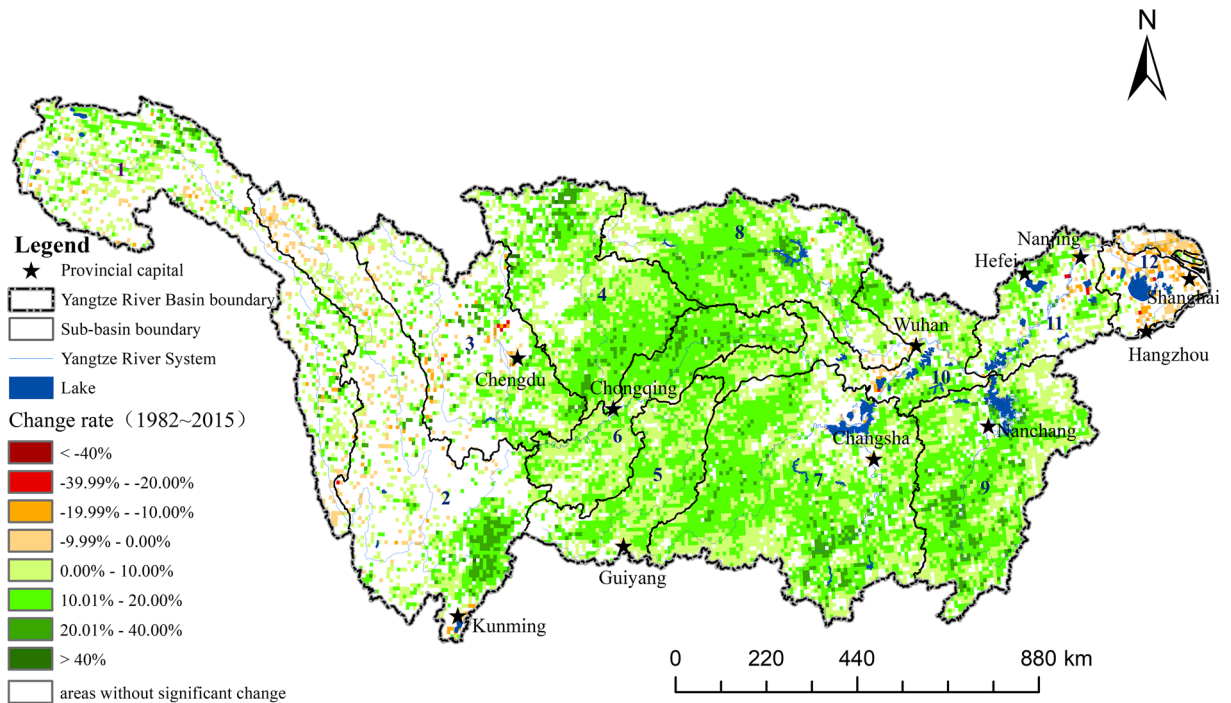 N
1
8
Nanjing
12
Hefei
Shanghai
4
11
Wuhan
Hangzhou
3
Chengdu
10
Chongqing
Changsha
Nanchang
6
5
7
9
2
Guiyang
Kunming
Legend
Provincial capital
Yangtze River Basin boundary
Sub-basin boundary
Yangtze River System
Lake
Change rate（1982~2015）
< -40%
-39.99% - -20.00%
-19.99% - -10.00%
-9.99% - 0.00%
0.00% - 10.00%
10.01% - 20.00%
20.01% - 40.00%
> 40%
areas without significant change
0 220 440 880 km